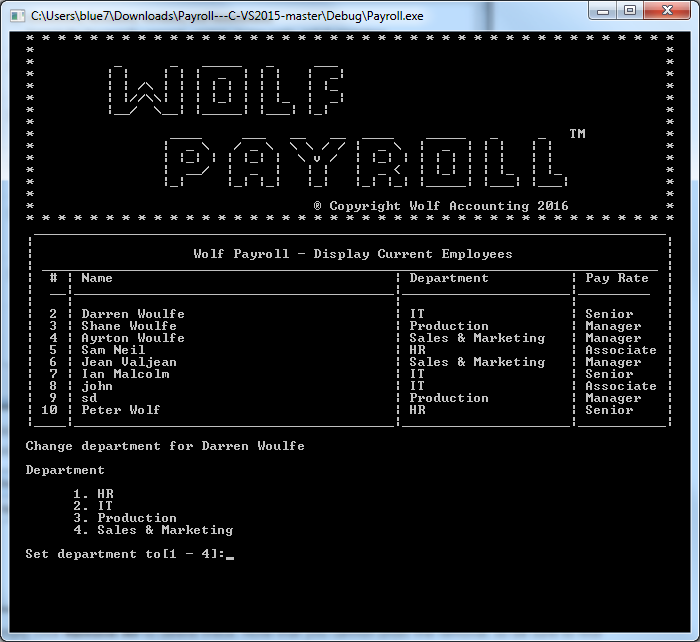 C:\Users\blue7\Downloads\Payroll---C-VS2015-master\Debug\Payroll.exe
WOLF
PAYROLL TM
® Copyright Wolf Accounting 2016
Wolf Payroll - Display Current Employees
# Name Department Pay Rate
2 Darren Woulfe IT Senior
3 Shane Woulfe Production Manager
4 Ayrton Woulfe Sales & Marketing Manager
5 Sam Neil HR Associate
6 Jean Valjean Sales & Marketing Manager
7 Ian Malcolm IT Senior
8 john IT Associate
9 sd Production Manager
10 Peter Wolf HR Senior
Change department for Darren Woulfe
Department
1. HR
2. IT
3. Production
4. Sales & Marketing
Set department to[1 - 4]:_